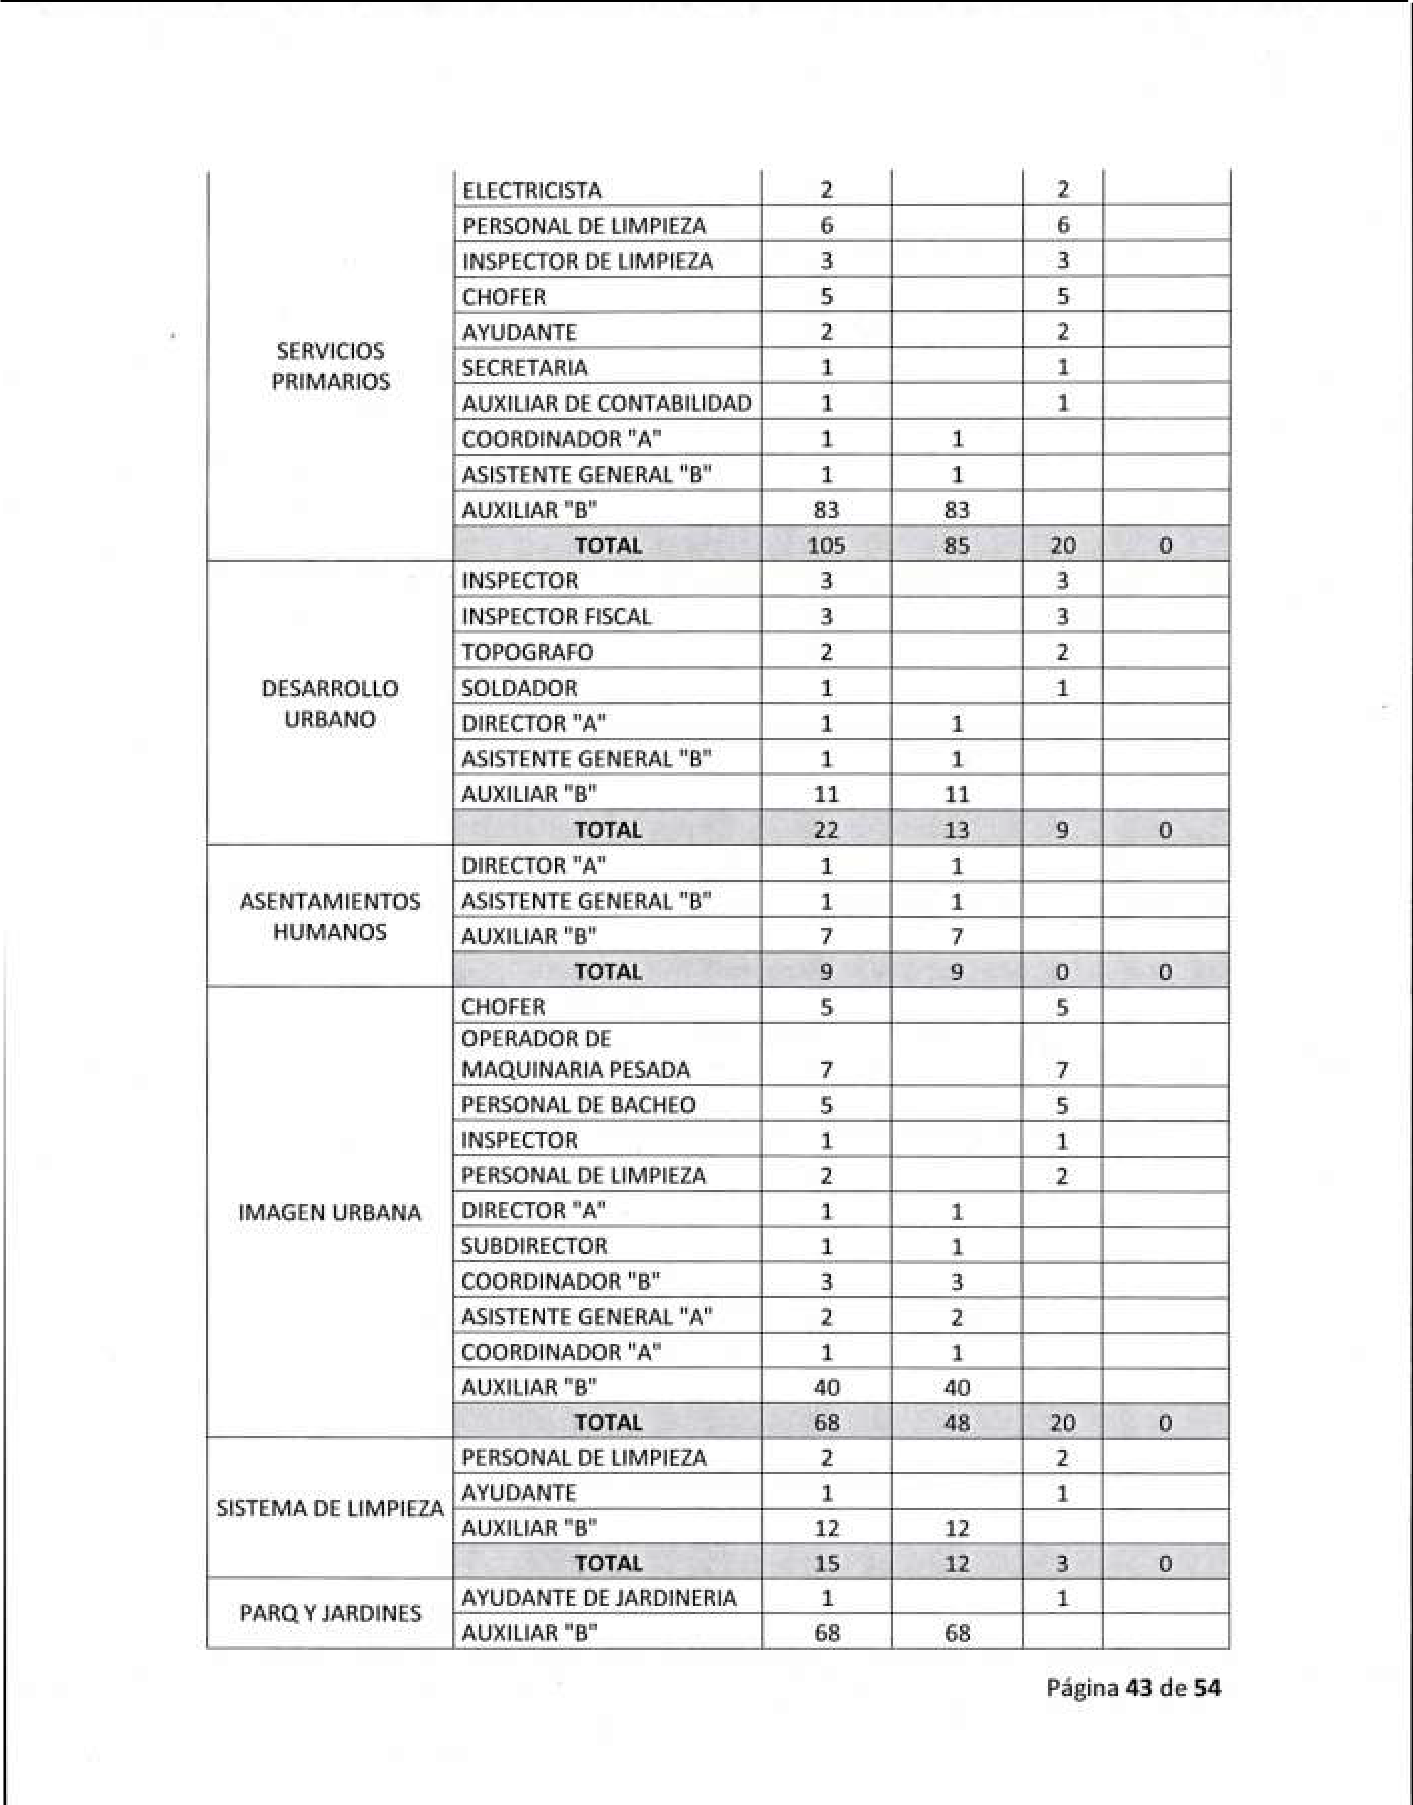 ELECTRICISTA 2 2
PERSONAL DE LIMPIEZA 6 6
INSPECTOR DE LIMPIEZA 3 3
CHOFER 5 5
AYUDANTE 2 2
SERVICIOS
PRIMARIOS
SECRETARIA 1 1
AUXILIAR DE CONTABILIDAD 1 1
COORDINADOR "A" 1 1
ASISTENTE GENERAL "B" 1 1
AUXILIAR "B" 83 83
TOTAL 105 85 20 0
INSPECTOR 3 3
INSPECTOR FISCAL 3 3
TOPOGRAFO 2 2
DESARROLLO
URBANO
SOLDADOR 1 1
DIRECTOR "A" 1 1
ASISTENTE GENERAL "B" 1 1
AUXILIAR "B" 11 11
TOTAL 22 13 9 0
DIRECTOR "A" 1 1
ASENTAMIENTOS
HUMANOS
ASISTENTE GENERAL "B" 1 1
AUXILIAR "B" 7 7
TOTAL 9 9 0 0
CHOFER 5 5
OPERADOR DE
MAQUINARIA PESADA 7 7
PERSONAL DE BACHEO 5 5
INSPECTOR 1 1
PERSONAL DE LIMPIEZA 2 2
IMAGEN URBANA
DIRECTOR "A" 1 1
SUBDIRECTOR 1 1
COORDINADOR "B" 3 3
ASISTENTE GENERAL "A" 2 2
COORDINADOR "A" 1 1
AUXILIAR "B" 40 40
TOTAL 68 48 20 0
PERSONAL DE LIMPIEZA 2 2
SISTEMA DE LIMPIEZA
AYUDANTE 1 1
AUXILIAR "B" 12 12
TOTAL 15 12 3 0
PARQ Y JARDINES
AYUDANTE DE JARDINERIA 1 1
AUXILIAR "B" 68 68
Página 43 de 54